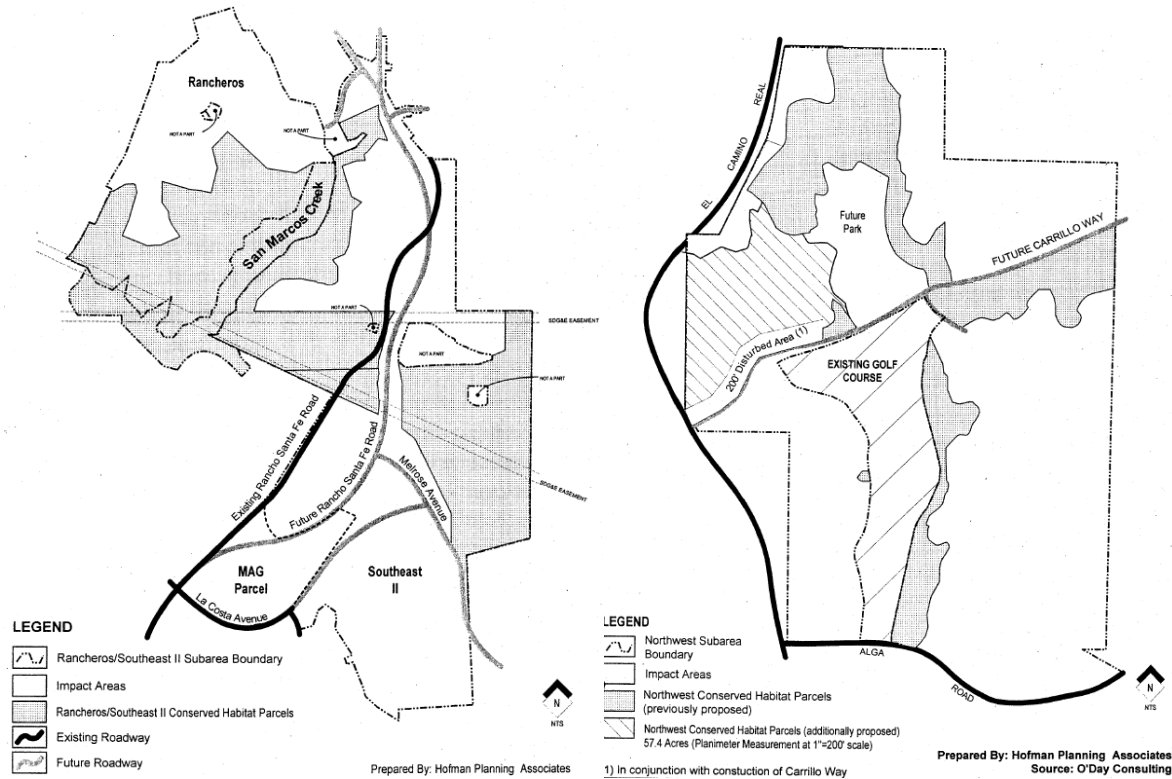 Rancheros
NOT A PART
NOT A PART
San Marcos Creek
NOT A PART
SDG&E EASEMENT
NOT A PART
NOT A PART
SDG&E EASEMENT
Existing Rancho Santa Fe Road
Future Rancho Santa Fe Road
Melrose Avenue
MAG
Parcel
Southeast
II
La Costa Avenue
LEGEND
Rancheros/Southeast II Subarea Boundary
Impact Areas
Rancheros/Southeast II Conserved Habitat Parcels
Existing Roadway
Future Roadway
N
NTS
Prepared By: Hofman Planning Associates
EL CAMINO REAL
Future
Park
FUTURE CARRILLO WAY
200' Disturbed Area (1)
EXISTING GOLF
COURSE
ALGA ROAD
LEGEND
Northwest Subarea
Boundary
Impact Areas
Northwest Conserved Habitat Parcels
(previously proposed)
Northwest Conserved Habitat Parcels (additionally proposed)
57.4 Acres (Planimeter Measurement at 1"=200' scale)
1) In conjunction with constuction of Carrillo Way
N
NTS
Prepared By: Hofman Planning Associates
Source: O'Day Consulting